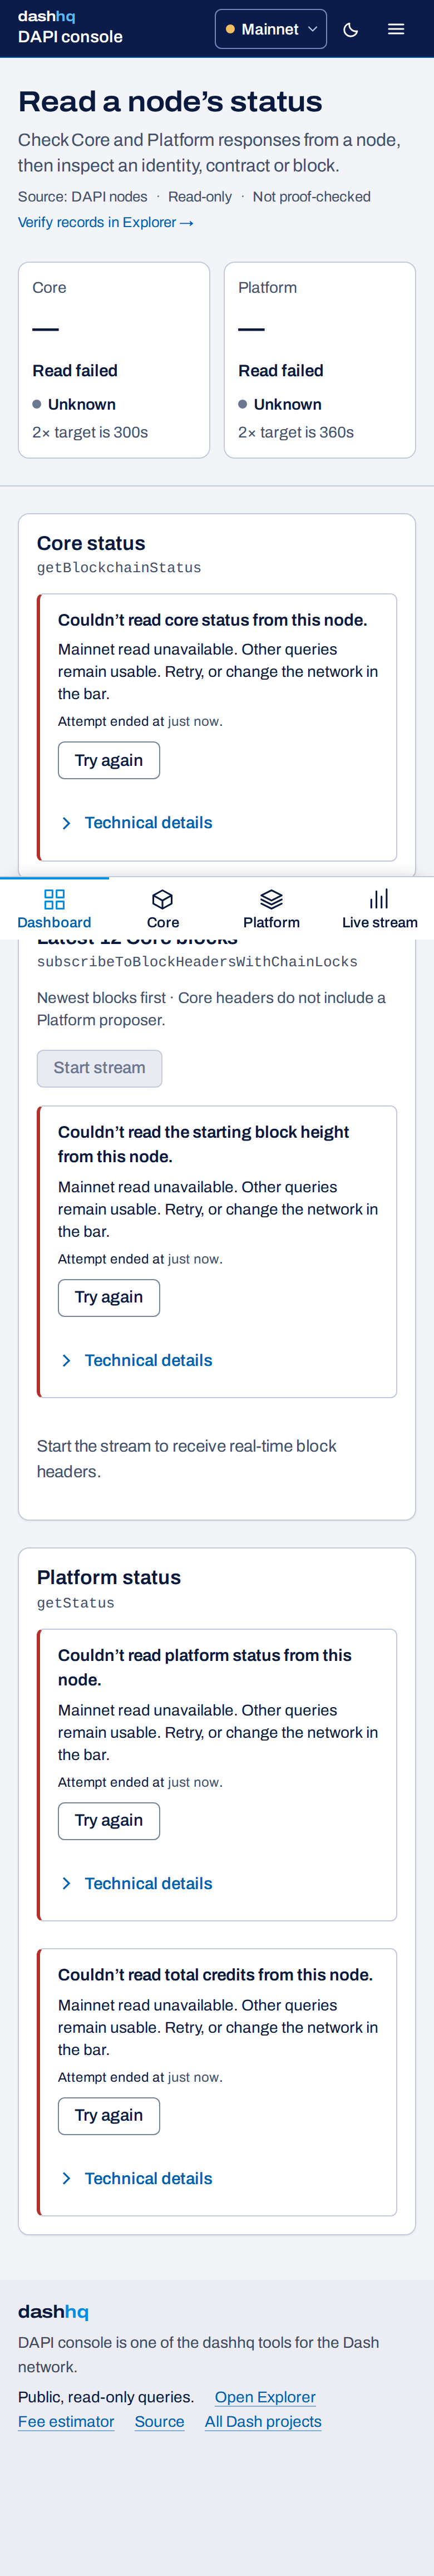 dashhq
DAPI console
Mainnet
Read a node’s status
Check Core and Platform responses from a node,
then inspect an identity, contract or block.
Source: DAPI nodes · Read-only · Not proof-checked
Verify records in Explorer →
Core
—
Read failed
Unknown
2× target is 300s
Platform
—
Read failed
Unknown
2× target is 360s
Core status
getBlockchainStatus
Couldn’t read core status from this node.
Mainnet read unavailable. Other queries
remain usable. Retry, or change the network in
the bar.
Attempt ended at just now.
Try again
Technical details
Dashboard
Core
Platform
Live stream
Latest 12 Core blocks
subscribeToBlockHeadersWithChainLocks
Newest blocks first · Core headers do not include a
Platform proposer.
Start stream
Couldn’t read the starting block height
from this node.
Mainnet read unavailable. Other queries
remain usable. Retry, or change the network in
the bar.
Attempt ended at just now.
Try again
Technical details
Start the stream to receive real-time block
headers.
Platform status
getStatus
Couldn’t read platform status from this
node.
Mainnet read unavailable. Other queries
remain usable. Retry, or change the network in
the bar.
Attempt ended at just now.
Try again
Technical details
Couldn’t read total credits from this node.
Mainnet read unavailable. Other queries
remain usable. Retry, or change the network in
the bar.
Attempt ended at just now.
Try again
Technical details
dashhq
DAPI console is one of the dashhq tools for the Dash
network.
Public, read-only queries. Open Explorer
Fee estimator Source All Dash projects